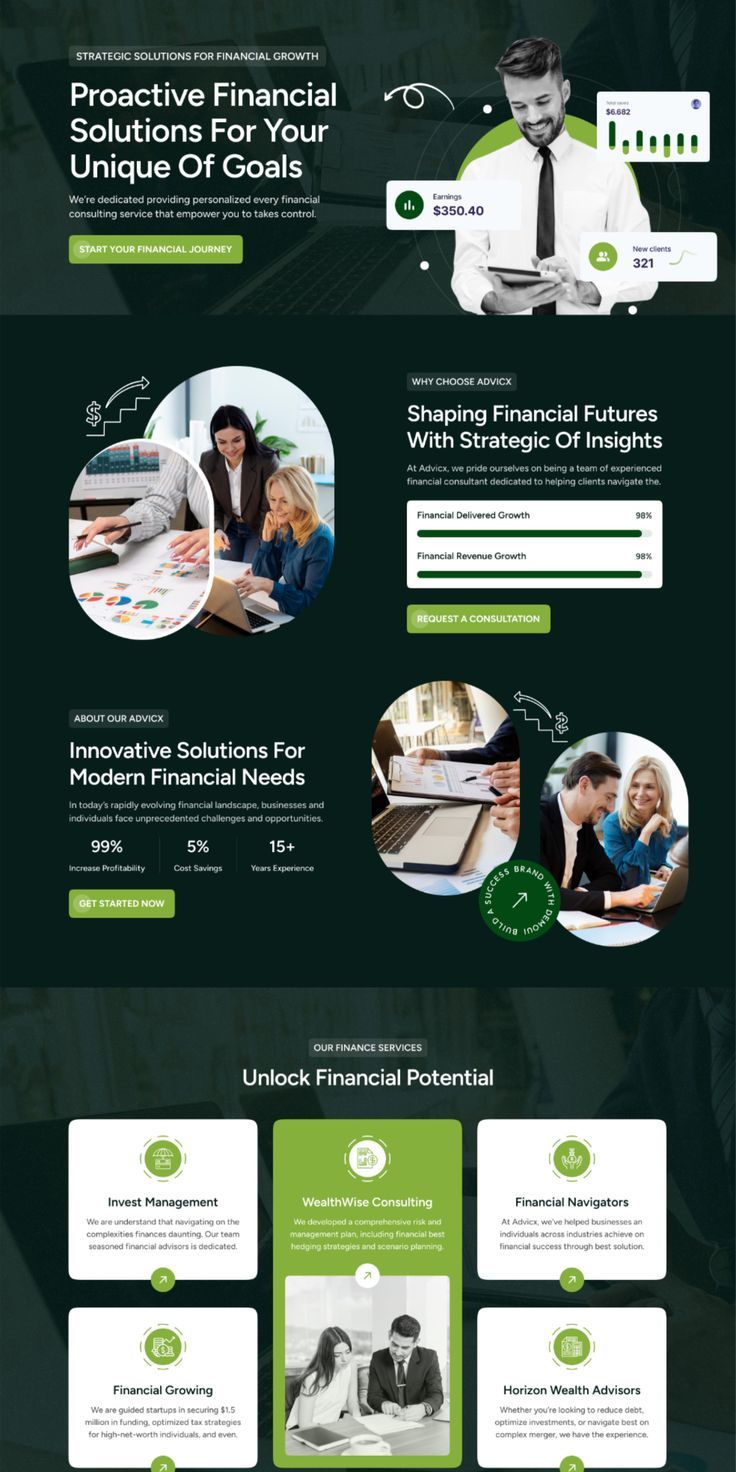 STRATEGIC SOLUTIONS FOR FINANCIAL GROWTH
Proactive Financial
Solutions For Your
Unique Of Goals
We're dedicated providing personalized every financial
consulting service that empower you to takes control.
START YOUR FINANCIAL JOURNEY
Total saved
$6.682
Earnings
$350.40
New clients
321
WHY CHOOSE ADVICX
Shaping Financial Futures
With Strategic Of Insights
At Advicx, we pride ourselves on being a team of experienced
financial consultant dedicated to helping clients navigate the.
Financial Delivered Growth 98%
Financial Revenue Growth 98%
REQUEST A CONSULTATION
ABOUT OUR ADVICX
Innovative Solutions For
Modern Financial Needs
In today's rapidly evolving financial landscape, businesses and
individuals face unprecedented challenges and opportunities.
99% 5% 15+
Increase Profitability Cost Savings Years Experience
GET STARTED NOW
BUILD A SUCCESS BRAND WITH DEMOUI
OUR FINANCE SERVICES
Unlock Financial Potential
Invest Management
We are understand that navigating on the
complexities finances daunting. Our team
seasoned financial advisors is dedicated.
WealthWise Consulting
We developed a comprehensive risk and
management plan, including financial best
hedging strategies and scenario planning.
Financial Navigators
At Advicx, we've helped businesses an
individuals across industries achieve on
financial success through best solution.
Financial Growing
We are guided startups in securing $1.5
million in funding, optimized tax strategies
for high-net-worth individuals, and even.
Horizon Wealth Advisors
Whether you're looking to reduce debt,
optimize investments, or navigate best on
complex merger, we have the experience.